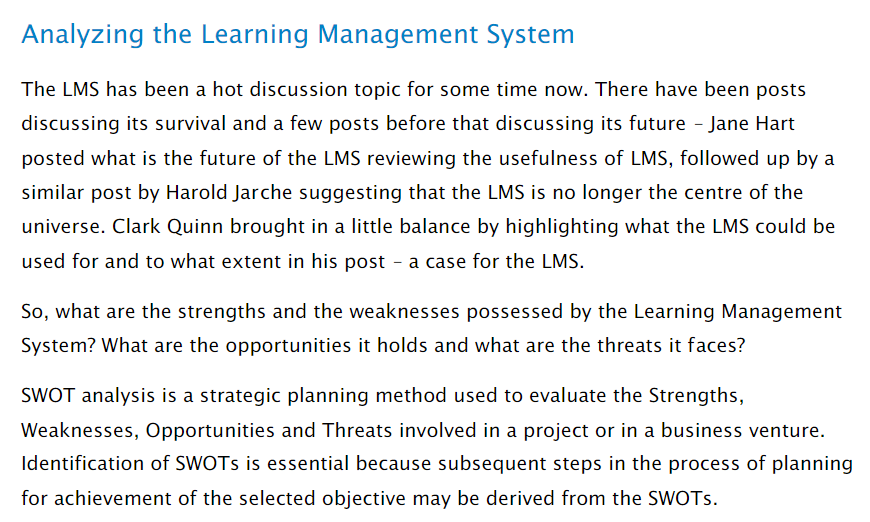 Analyzing the Learning Management System
The LMS has been a hot discussion topic for some time now. There have been posts
discussing its survival and a few posts before that discussing its future – Jane Hart
posted what is the future of the LMS reviewing the usefulness of LMS, followed up by a
similar post by Harold Jarche suggesting that the LMS is no longer the centre of the
universe. Clark Quinn brought in a little balance by highlighting what the LMS could be
used for and to what extent in his post – a case for the LMS.
So, what are the strengths and the weaknesses possessed by the Learning Management
System? What are the opportunities it holds and what are the threats it faces?
SWOT analysis is a strategic planning method used to evaluate the Strengths,
Weaknesses, Opportunities and Threats involved in a project or in a business venture.
Identification of SWOTs is essential because subsequent steps in the process of planning
for achievement of the selected objective may be derived from the SWOTs.